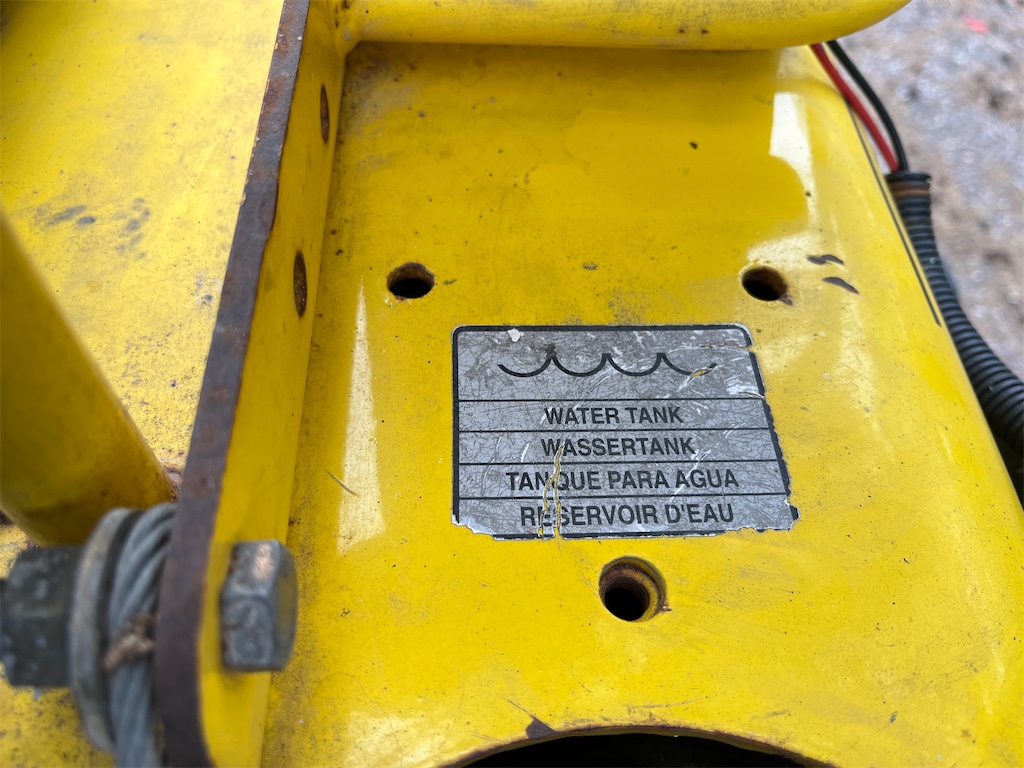 WATER TANK
WASSERTANK
TANQUE PARA AGUA
RESERVOIR D'EAU